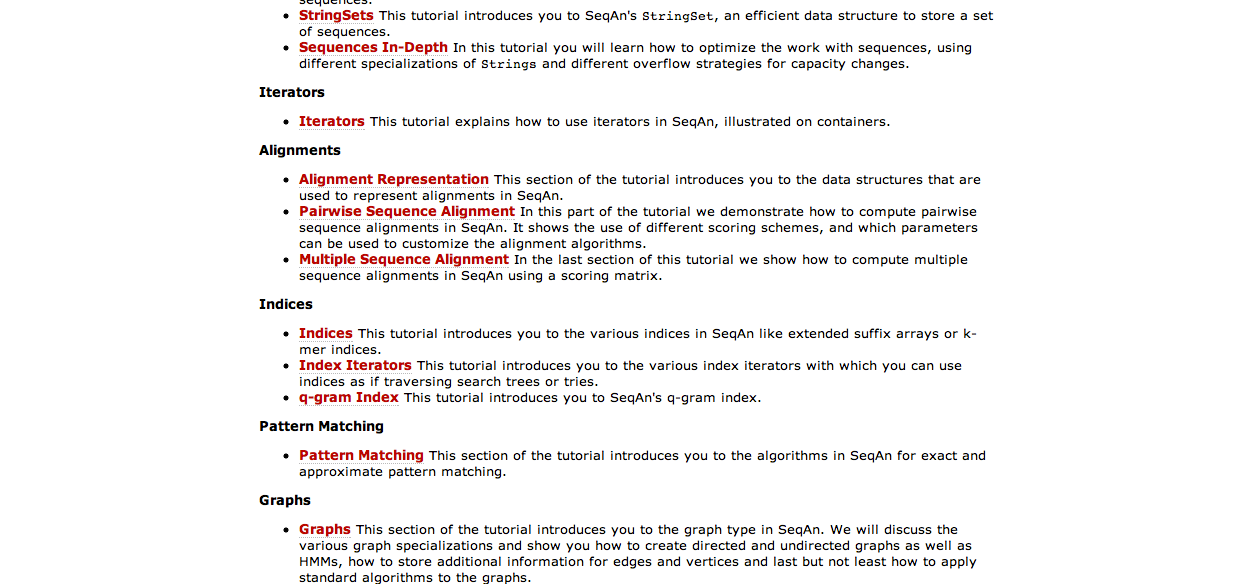 sequences.
StringSets This tutorial introduces you to SeqAn's StringSet, an efficient data structure to store a set
of sequences.
Sequences In-Depth In this tutorial you will learn how to optimize the work with sequences, using
different specializations of Strings and different overflow strategies for capacity changes.
Iterators
Iterators This tutorial explains how to use iterators in SeqAn, illustrated on containers.
Alignments
Alignment Representation This section of the tutorial introduces you to the data structures that are
used to represent alignments in SeqAn.
Pairwise Sequence Alignment In this part of the tutorial we demonstrate how to compute pairwise
sequence alignments in SeqAn. It shows the use of different scoring schemes, and which parameters
can be used to customize the alignment algorithms.
Multiple Sequence Alignment In the last section of this tutorial we show how to compute multiple
sequence alignments in SeqAn using a scoring matrix.
Indices
Indices This tutorial introduces you to the various indices in SeqAn like extended suffix arrays or k-
mer indices.
Index Iterators This tutorial introduces you to the various index iterators with which you can use
indices as if traversing search trees or tries.
q-gram Index This tutorial introduces you to SeqAn's q-gram index.
Pattern Matching
Pattern Matching This section of the tutorial introduces you to the algorithms in SeqAn for exact and
approximate pattern matching.
Graphs
Graphs This section of the tutorial introduces you to the graph type in SeqAn. We will discuss the
various graph specializations and show you how to create directed and undirected graphs as well as
HMMs, how to store additional information for edges and vertices and last but not least how to apply
standard algorithms to the graphs.